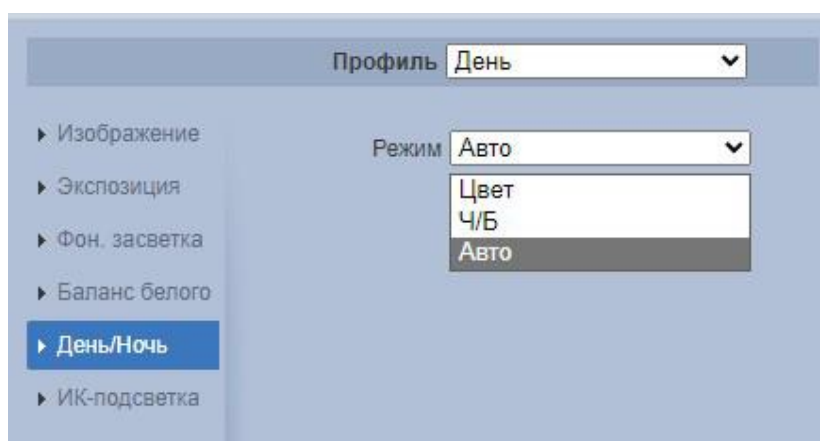 Профиль День
Изображение
Режим Авто
Экспозиция
Цвет
Ч/Б
Фон. засветка
Авто
Баланс белого
День/Ночь
ИК-подсветка